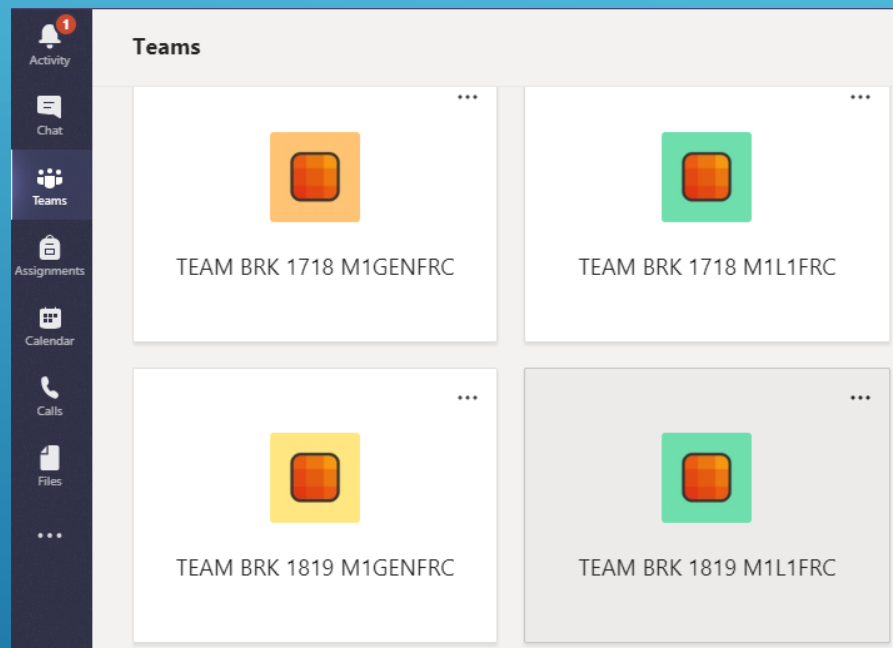 1
Activity
Chat
Teams
Assignments
Calendar
Calls
Files
Teams
TEAM BRK 1718 M1GENFRC
TEAM BRK 1718 M1L1FRC
TEAM BRK 1819 M1GENFRC
TEAM BRK 1819 M1L1FRC